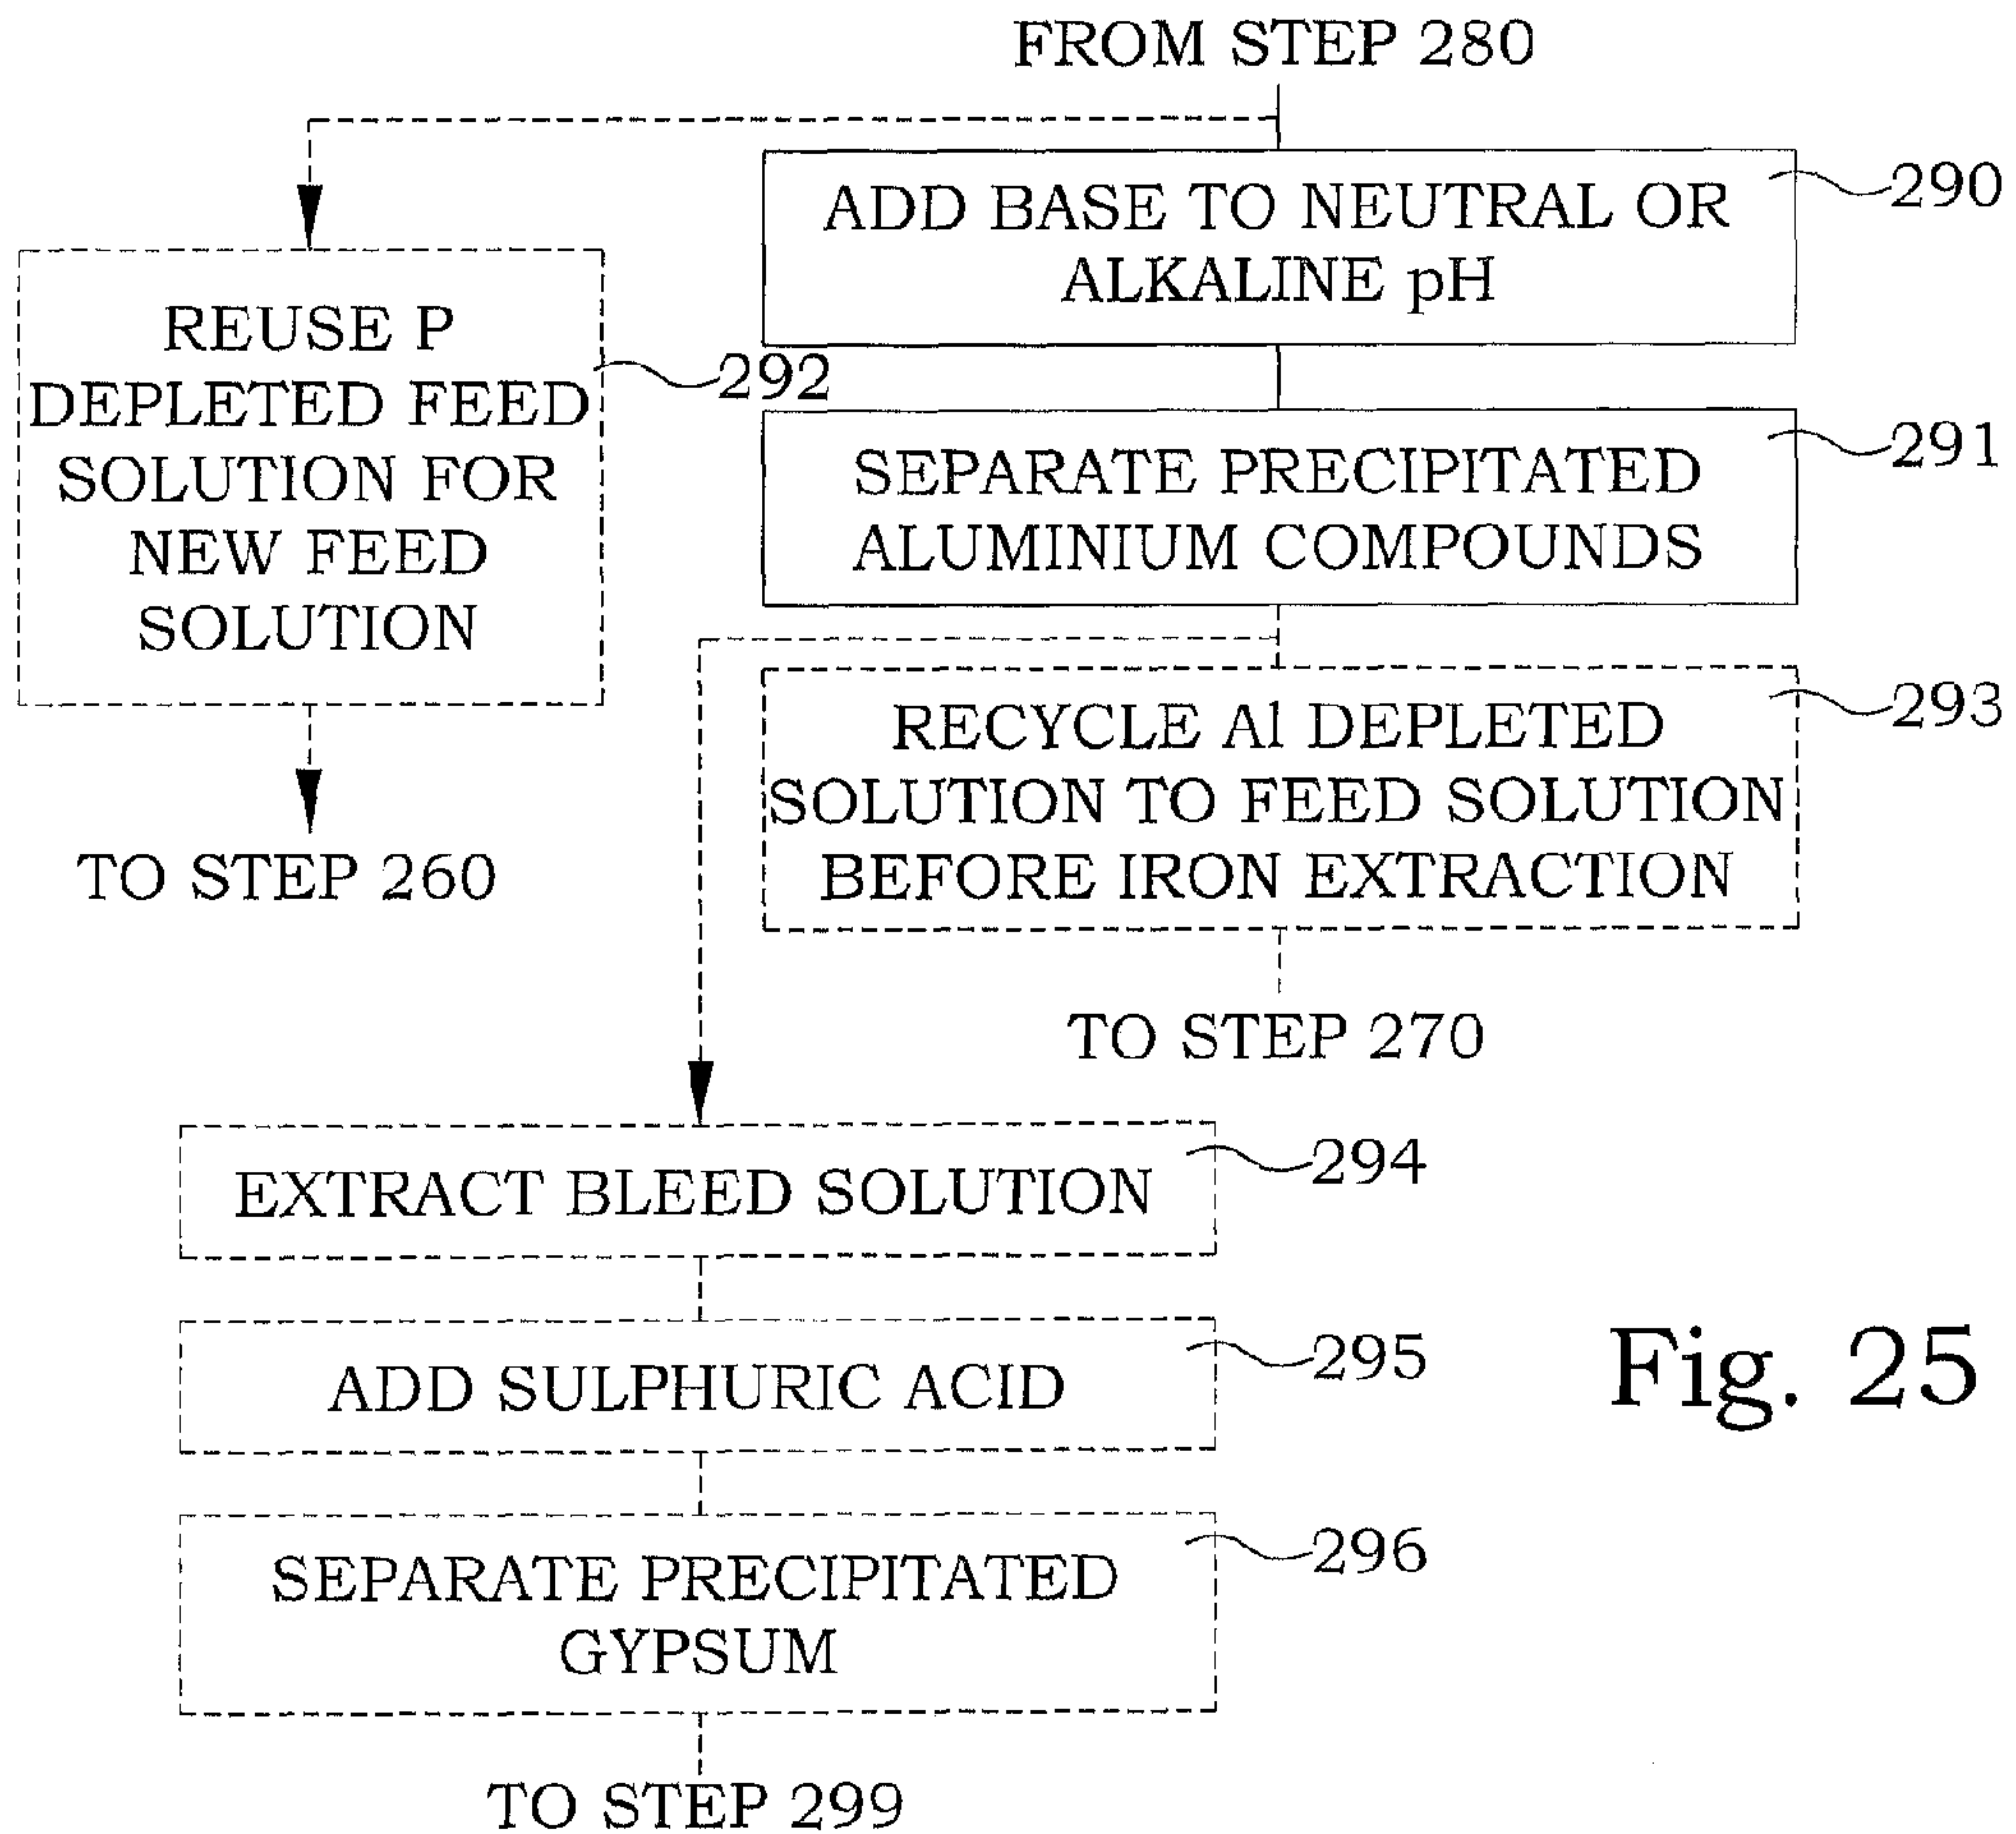 FROM STEP 280
ADD BASE TO NEUTRAL OR
ALKALINE pH
290
REUSE P
DEPLETED FEED
SOLUTION FOR
NEW FEED
SOLUTION
292
TO STEP 260
SEPARATE PRECIPITATED
ALUMINIUM COMPOUNDS
291
RECYCLE Al DEPLETED
SOLUTION TO FEED SOLUTION
BEFORE IRON EXTRACTION
293
TO STEP 270
EXTRACT BLEED SOLUTION
294
ADD SULPHURIC ACID
295
SEPARATE PRECIPITATED
GYPSUM
296
TO STEP 299
Fig. 25